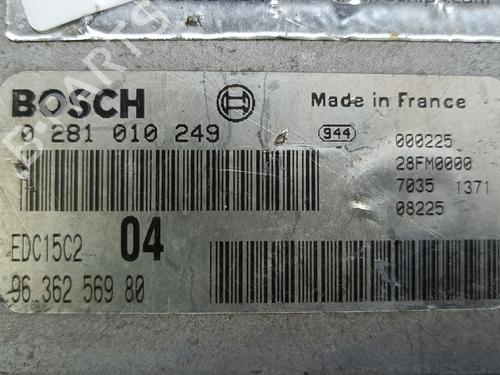 BOSCH
Made in France
0 281 010 249
944
000225
28FM0000
7035 1371
08225
EDC15C2 04
96 362 569 80